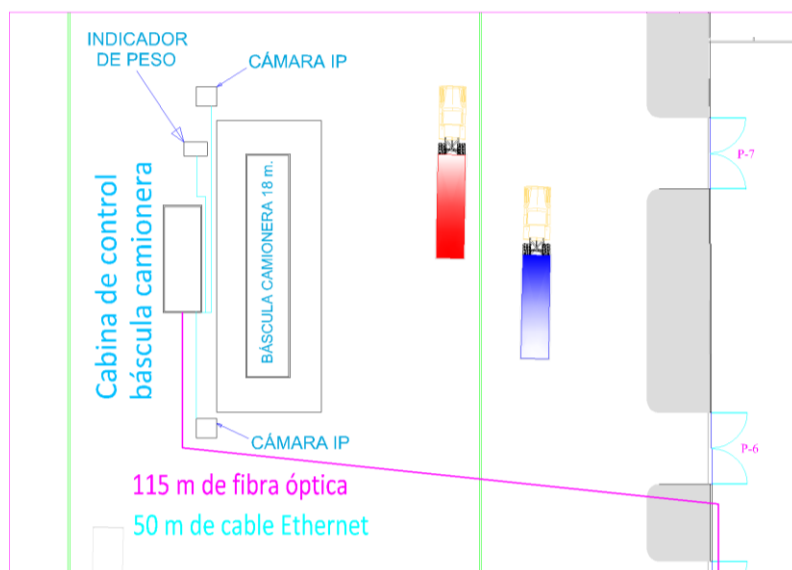 INDICADOR
DE PESO
CÁMARA IP
Cabina de control
báscula camionera
BÁSCULA CAMIONERA 18 m.
P-7
P-6
CÁMARA IP
115 m de fibra óptica
50 m de cable Ethernet